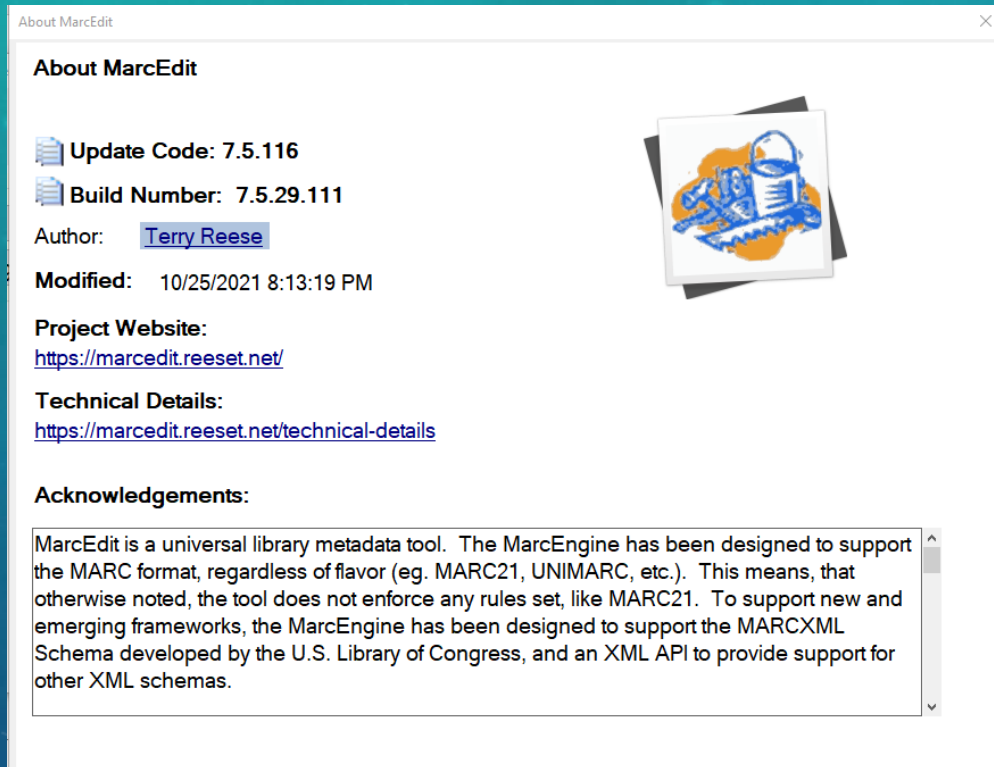 About MarcEdit
About MarcEdit
Update Code: 7.5.116
Build Number: 7.5.29.111
Author: Terry Reese
Modified: 10/25/2021 8:13:19 PM
Project Website:
https://marcedit.reeset.net/
Technical Details:
https://marcedit.reeset.net/technical-details
Acknowledgements:
MarcEdit is a universal library metadata tool.  The MarcEngine has been designed to support
the MARC format, regardless of flavor (eg. MARC21, UNIMARC, etc.).  This means, that
otherwise noted, the tool does not enforce any rules set, like MARC21.  To support new and
emerging frameworks, the MarcEngine has been designed to support the MARCXML
Schema developed by the U.S. Library of Congress, and an XML API to provide support for
other XML schemas.